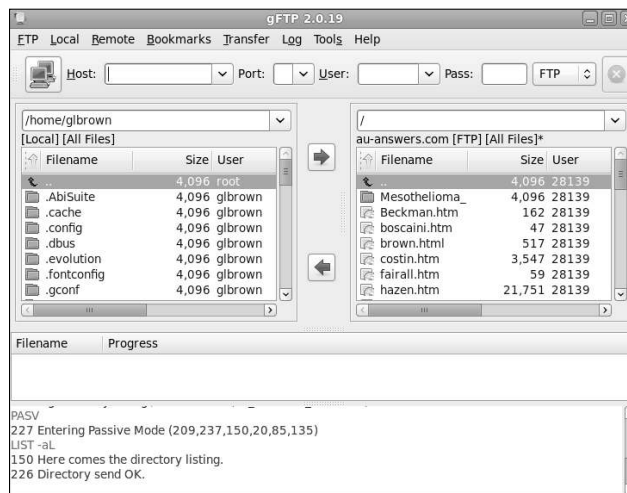 gFTP 2.0.19
FTP Local Remote Bookmarks Transfer Log Tools Help
Host: Port: User: Pass: FTP
/home/glbrown
[Local] [All Files]
Filename Size User
.. 4,096 root
.AbiSuite 4,096 glbrown
.cache 4,096 glbrown
.config 4,096 glbrown
.dbus 4,096 glbrown
.evolution 4,096 glbrown
.fontconfig 4,096 glbrown
.gconf 4,096 glbrown
/
au-answers.com [FTP] [All Files]*
Filename Size User
.. 4,096 28139
Mesothelioma_ 4,096 28139
Beckman.htm 162 28139
boscaini.htm 47 28139
brown.html 517 28139
costin.htm 3,547 28139
fairall.htm 59 28139
hazen.htm 21,751 28139
Filename Progress
PASV
227 Entering Passive Mode (209,237,150,20,85,135)
LIST -aL
150 Here comes the directory listing.
226 Directory send OK.